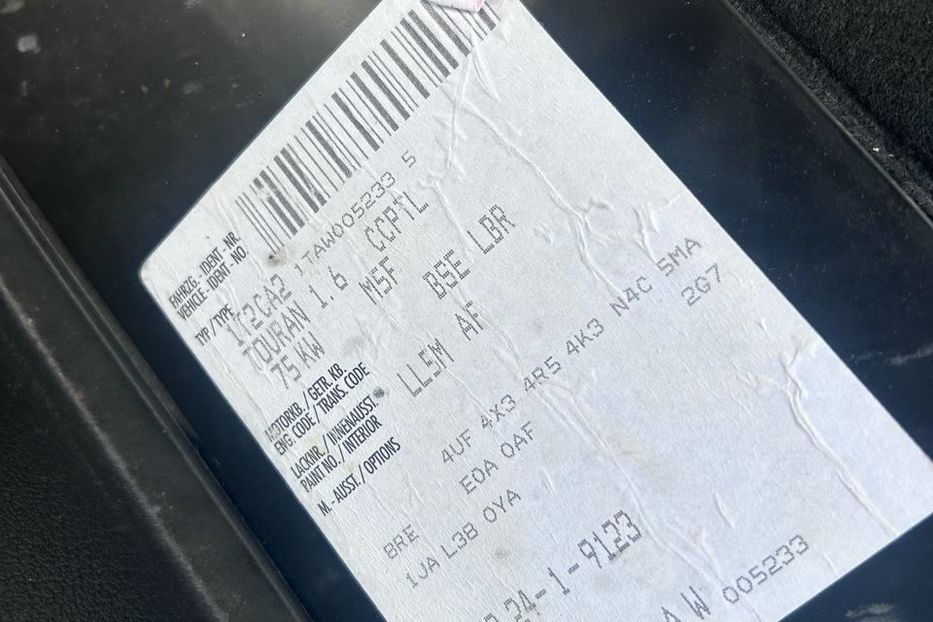 FAHRZG.-IDENT.-NR.
VEHICLE-IDENT-NO.
1TAW005233 5
TYP/TYPE
1T2CA2
TOURAN 1.6 CCPTL
75 KW M5F
MOTORKB./GETR.KB.
ENG.CODE/TRANS.CODE
BSE LBR
LACKNR./INNENAUSST.
PAINT NO./INTERIOR
LL5M AF
M.-AUSST./OPTIONS
4UF 4X3 4R5 4K3 N4C 5MA
8RE E0A 0AF 2G7
1JA L38 0YA
24-1-9123
AW 005233